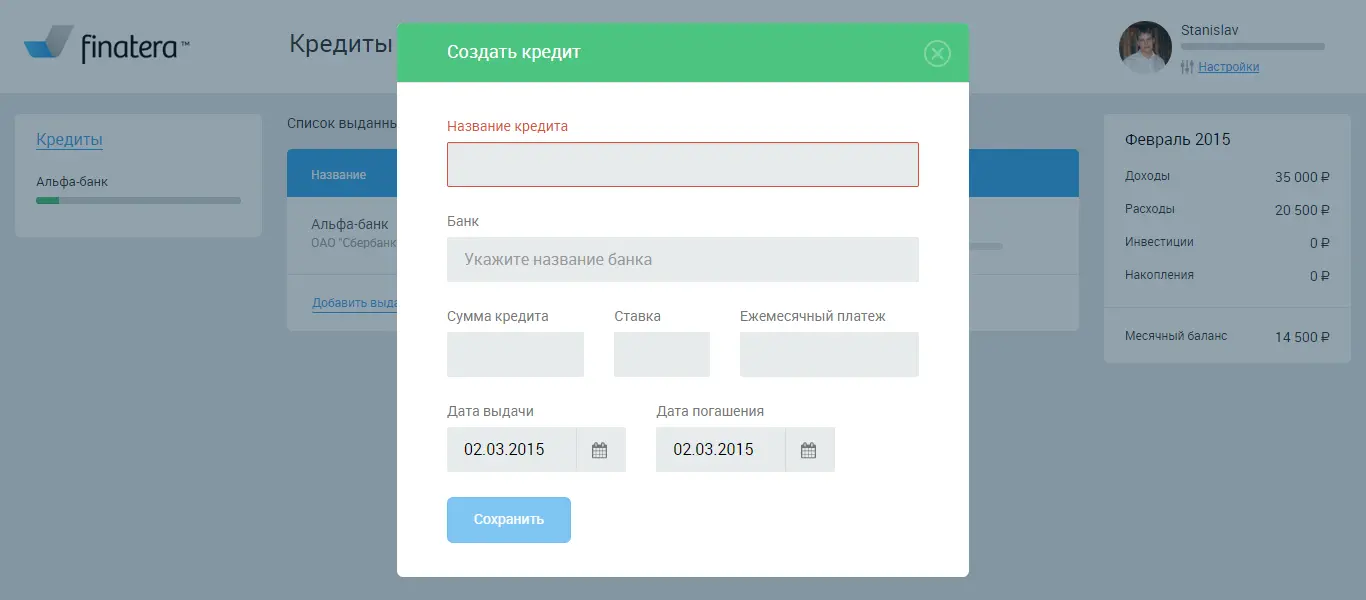 finatera™
Кредиты
Stanislav
Настройки
Кредиты
Альфа-банк
Список выданны
Название
Альфа-банк
ОАО "Сбербанк
Добавить выда
Создать кредит
Название кредита
Банк
Укажите название банка
Сумма кредита Ставка Ежемесячный платеж
Дата выдачи Дата погашения
02.03.2015 02.03.2015
Сохранить
Февраль 2015
Доходы 35 000 ₽
Расходы 20 500 ₽
Инвестиции 0 ₽
Накопления 0 ₽
Месячный баланс 14 500 ₽